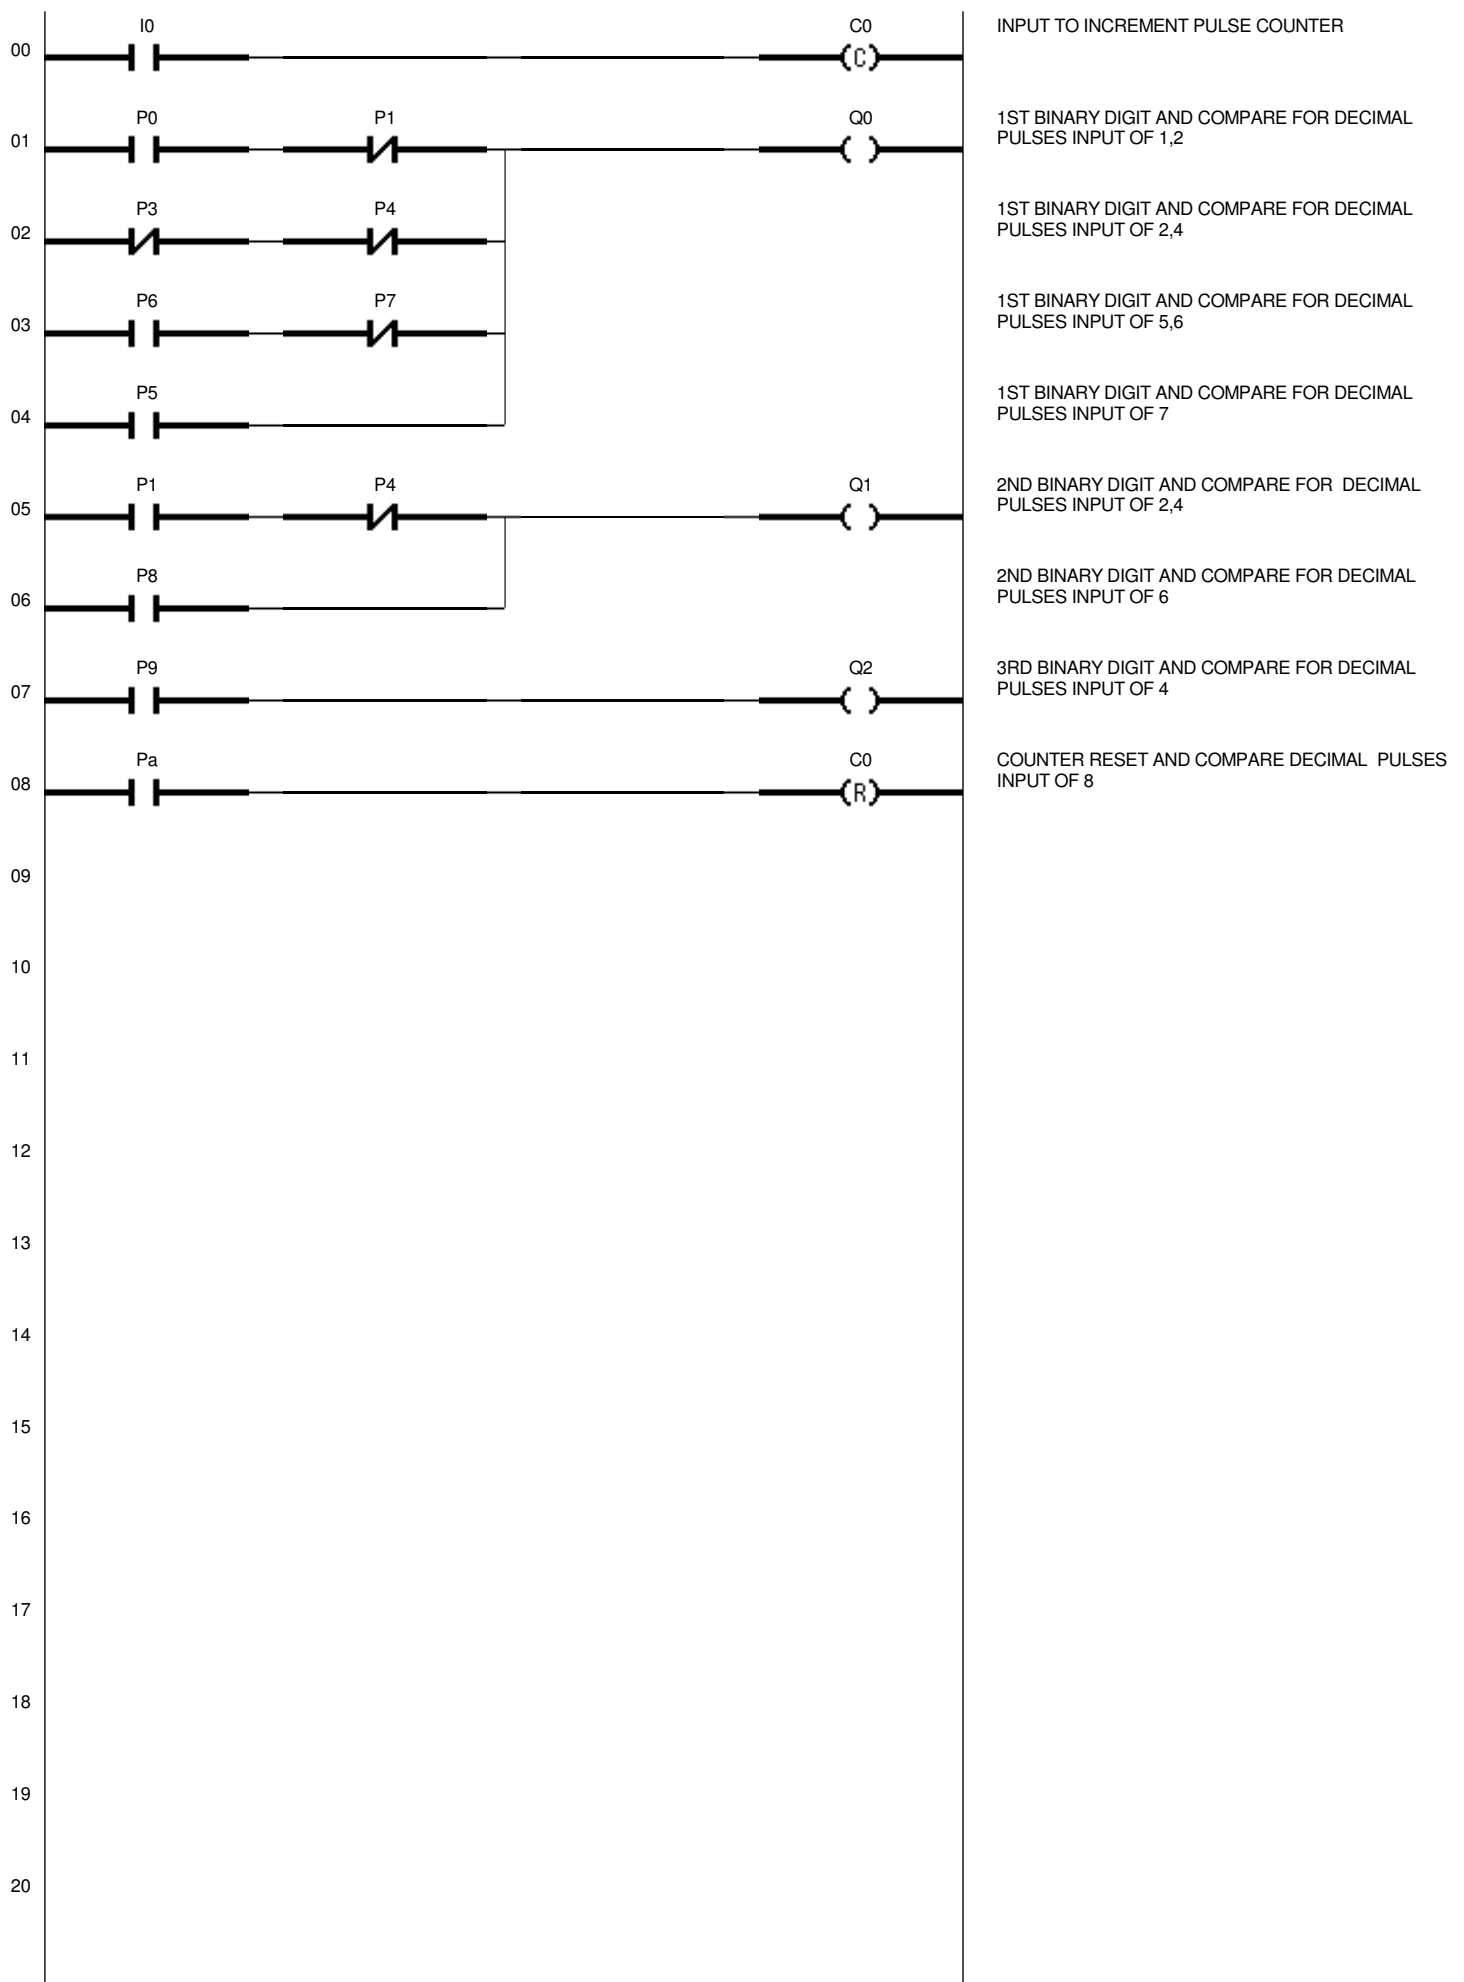 I0 C0 INPUT TO INCREMENT PULSE COUNTER
00 C
P0 P1 Q0 1ST BINARY DIGIT AND COMPARE FOR DECIMAL
01 PULSES INPUT OF 1,2
P3 P4 1ST BINARY DIGIT AND COMPARE FOR DECIMAL
02 PULSES INPUT OF 2,4
P6 P7 1ST BINARY DIGIT AND COMPARE FOR DECIMAL
03 PULSES INPUT OF 5,6
P5 1ST BINARY DIGIT AND COMPARE FOR DECIMAL
04 PULSES INPUT OF 7
P1 P4 Q1 2ND BINARY DIGIT AND COMPARE FOR DECIMAL
05 PULSES INPUT OF 2,4
P8 2ND BINARY DIGIT AND COMPARE FOR DECIMAL
06 PULSES INPUT OF 6
P9 Q2 3RD BINARY DIGIT AND COMPARE FOR DECIMAL
07 PULSES INPUT OF 4
Pa C0 COUNTER RESET AND COMPARE DECIMAL PULSES
08 R INPUT OF 8
09
10
11
12
13
14
15
16
17
18
19
20